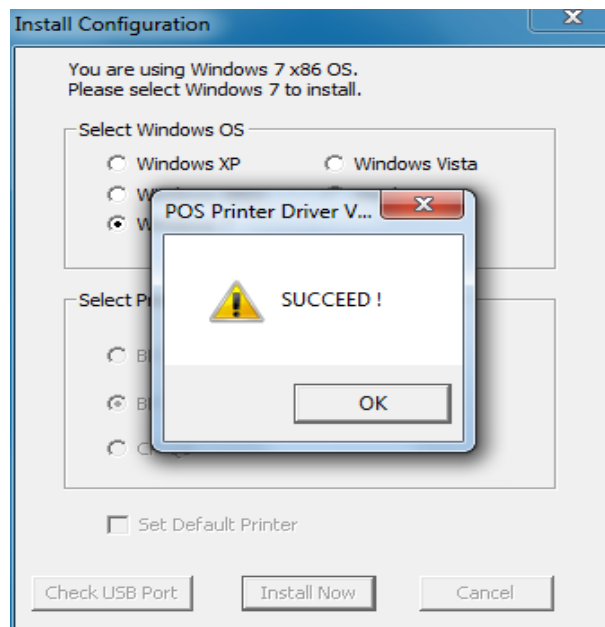 Install Configuration
You are using Windows 7 x86 OS.
Please select Windows 7 to install.
Select Windows OS
Windows XP
Windows Vista
POS Printer Driver V...
SUCCEED !
OK
Select
Set Default Printer
Check USB Port
Install Now
Cancel